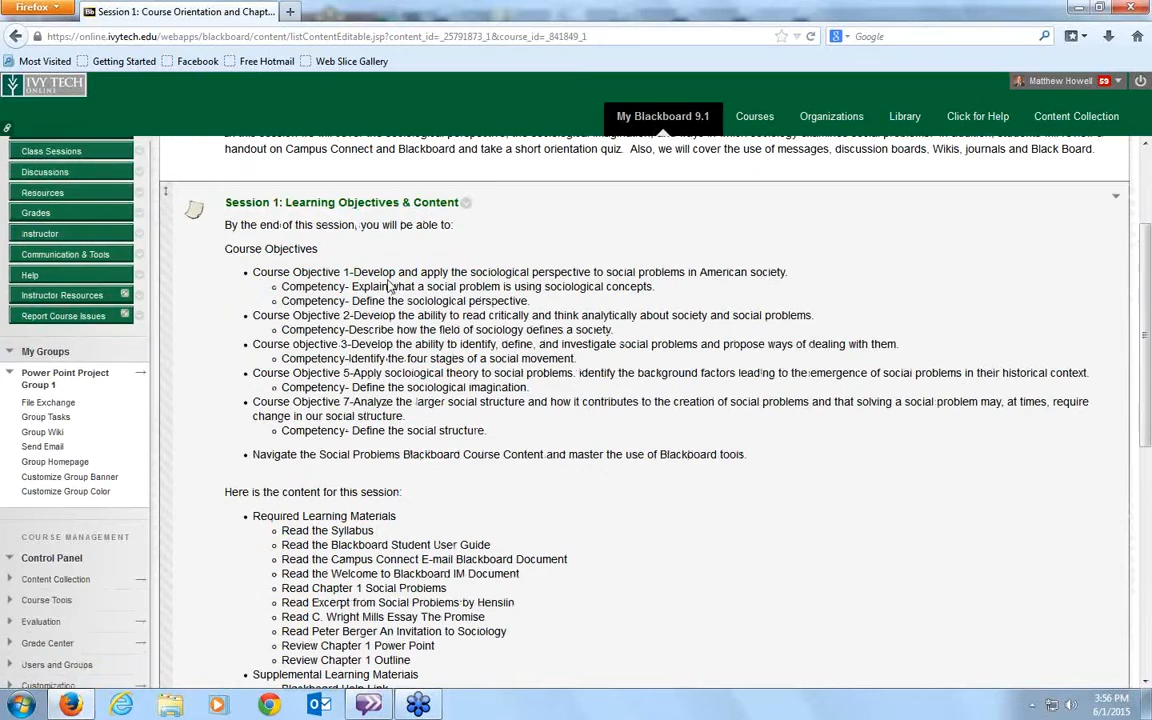 Firefox
Session 1: Course Orientation and Chapt...
https://online.ivytech.edu/webapps/blackboard/content/listContentEditable.jsp?content_id=_25791873_1&course_id=_841849_1
Google
Most Visited Getting Started Facebook Free Hotmail Web Slice Gallery
IVY TECH
ONLINE
Matthew Howell 59
My Blackboard 9.1 Courses Organizations Library Click for Help Content Collection
handout on Campus Connect and Blackboard and take a short orientation quiz. Also, we will cover the use of messages, discussion boards, Wikis, journals and Black Board.
Class Sessions
Discussions
Resources
Grades
Instructor
Communication & Tools
Help
Instructor Resources
Report Course Issues
My Groups
Power Point Project
Group 1
File Exchange
Group Tasks
Group Wiki
Send Email
Group Homepage
Customize Group Banner
Customize Group Color
COURSE MANAGEMENT
Control Panel
Content Collection
Course Tools
Evaluation
Grade Center
Users and Groups
Customization
Session 1: Learning Objectives & Content
By the end of this session, you will be able to:
Course Objectives
Course Objective 1-Develop and apply the sociological perspective to social problems in American society.
Competency- Explain what a social problem is using sociological concepts.
Competency- Define the sociological perspective.
Course Objective 2-Develop the ability to read critically and think analytically about society and social problems.
Competency-Describe how the field of sociology defines a society.
Course objective 3-Develop the ability to identify, define, and investigate social problems and propose ways of dealing with them.
Competency-Identify the four stages of a social movement.
Course Objective 5-Apply sociological theory to social problems. Identify the background factors leading to the emergence of social problems in their historical context.
Competency- Define the sociological imagination.
Course Objective 7-Analyze the larger social structure and how it contributes to the creation of social problems and that solving a social problem may, at times, require
change in our social structure.
Competency- Define the social structure.
Navigate the Social Problems Blackboard Course Content and master the use of Blackboard tools.
Here is the content for this session:
Required Learning Materials
Read the Syllabus
Read the Blackboard Student User Guide
Read the Campus Connect E-mail Blackboard Document
Read the Welcome to Blackboard IM Document
Read Chapter 1 Social Problems
Read Excerpt from Social Problems by Henslin
Read C. Wright Mills Essay The Promise
Read Peter Berger An Invitation to Sociology
Review Chapter 1 Power Point
Review Chapter 1 Outline
Supplemental Learning Materials
Blackboard Help Link
3:56 PM
6/1/2015